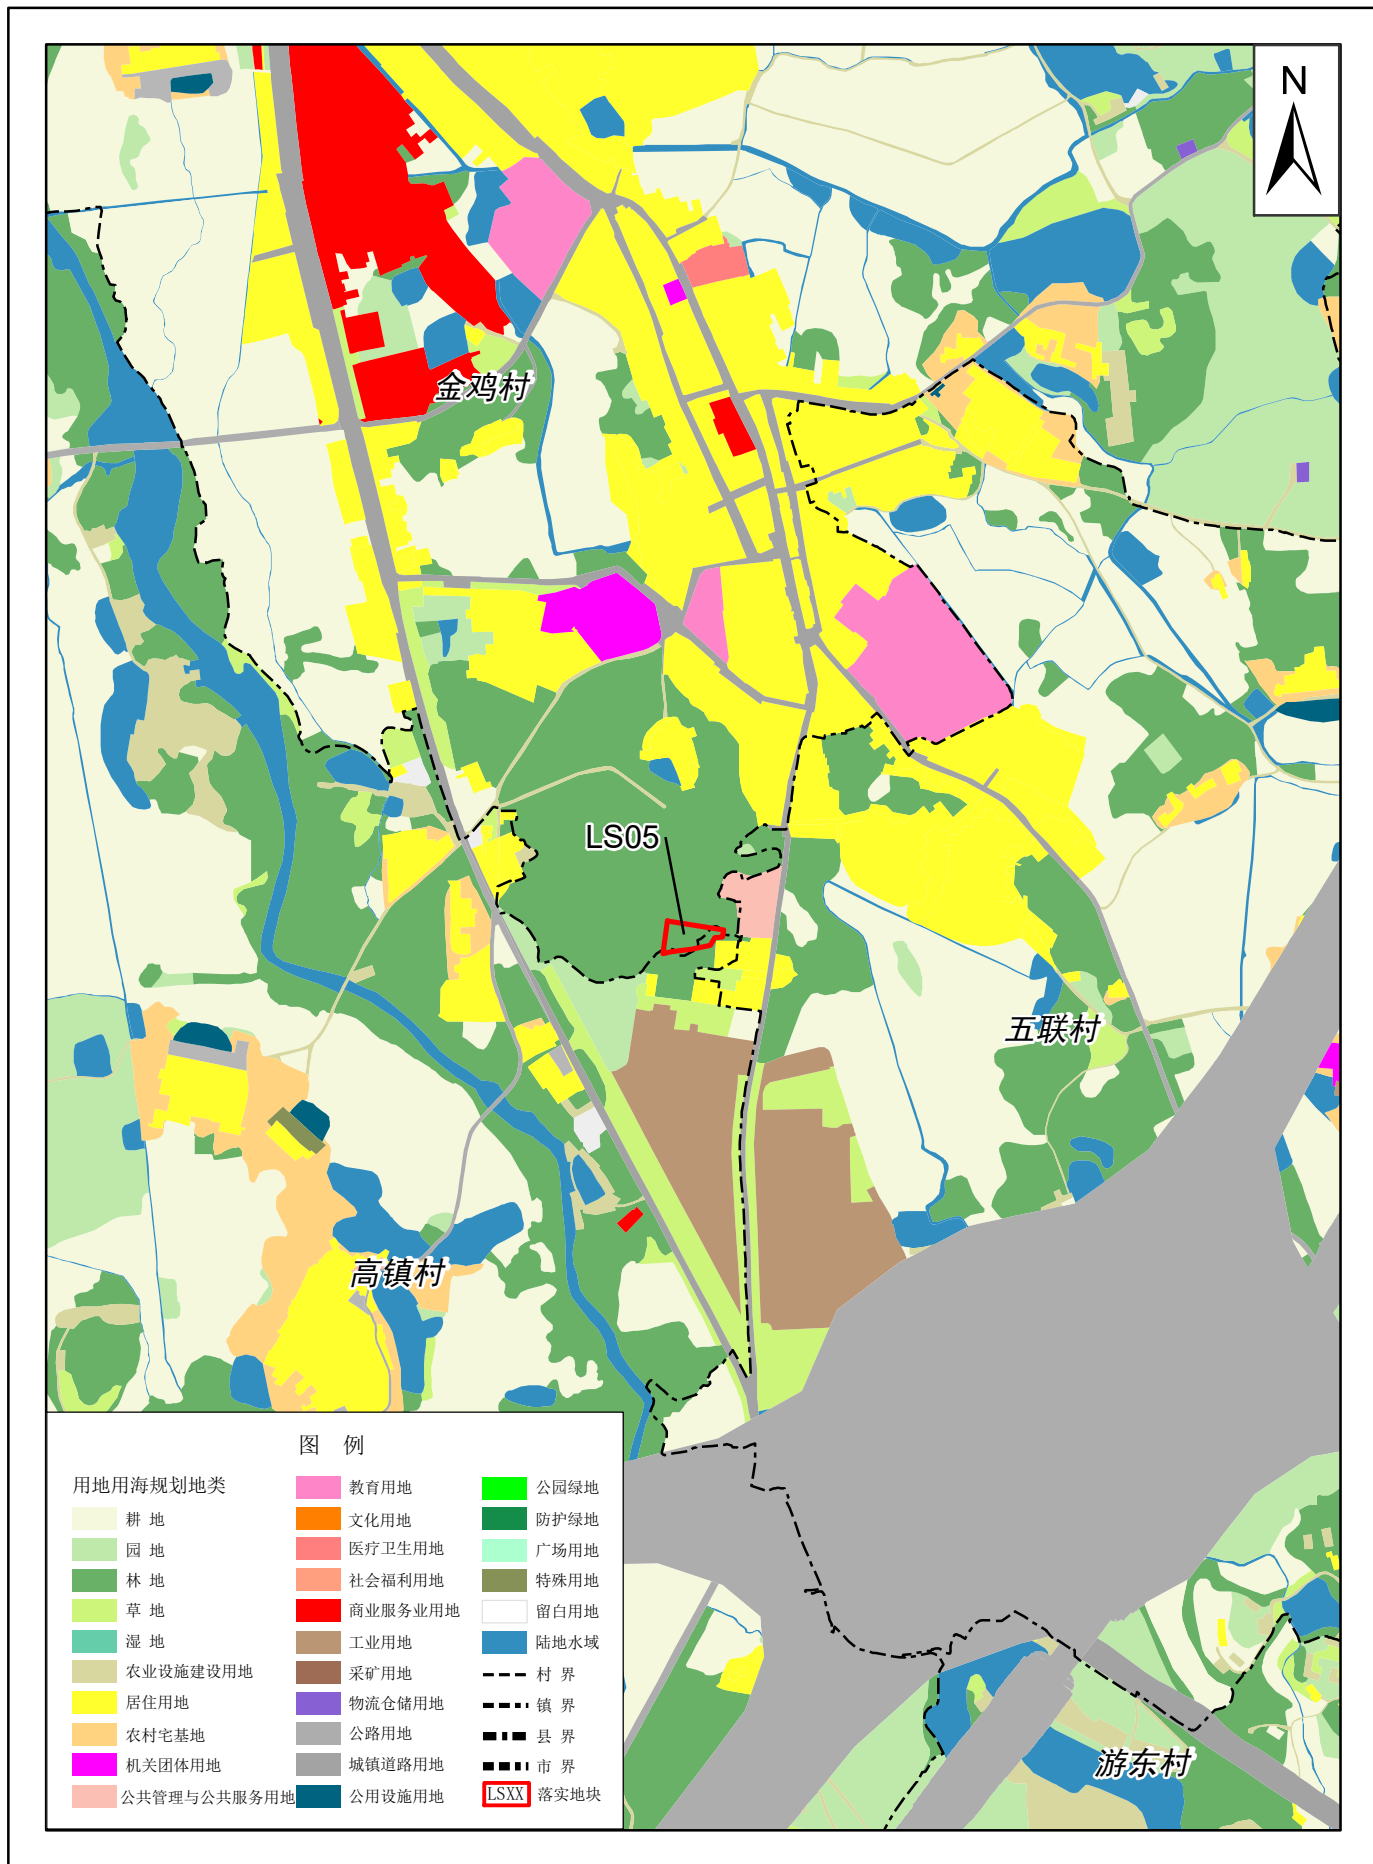 N
金鸡村
LS05
五联村
高镇村
游东村
图 例
用地用海规划地类
耕 地
园 地
林 地
草 地
湿 地
农业设施建设用地
居住用地
农村宅基地
机关团体用地
公共管理与公共服务用地
教育用地
文化用地
医疗卫生用地
社会福利用地
商业服务业用地
工业用地
采矿用地
物流仓储用地
公路用地
城镇道路用地
公用设施用地
公园绿地
防护绿地
广场用地
特殊用地
留白用地
陆地水域
村 界
镇 界
县 界
市 界
LSXX 落实地块